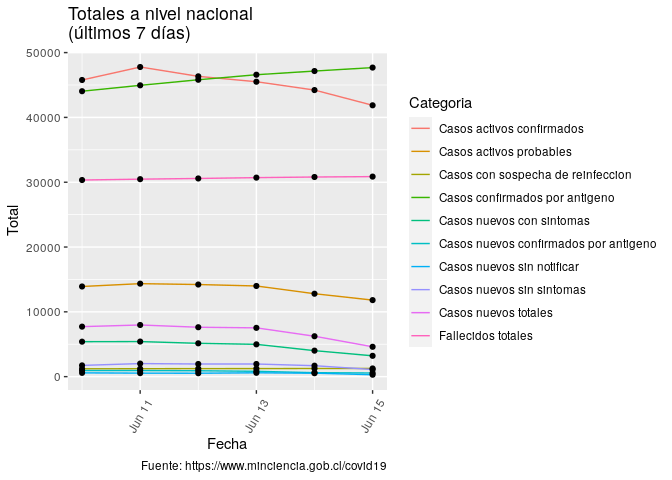 Totales a nivel nacional
(últimos 7 días)
50000
40000
30000
20000
10000
0
Total
Jun 11
Jun 13
Jun 15
Fecha
Categoria
Casos activos confirmados
Casos activos probables
Casos con sospecha de reinfeccion
Casos confirmados por antigeno
Casos nuevos con sintomas
Casos nuevos confirmados por antigeno
Casos nuevos sin notificar
Casos nuevos sin sintomas
Casos nuevos totales
Fallecidos totales
Fuente: https://www.minciencia.gob.cl/covid19